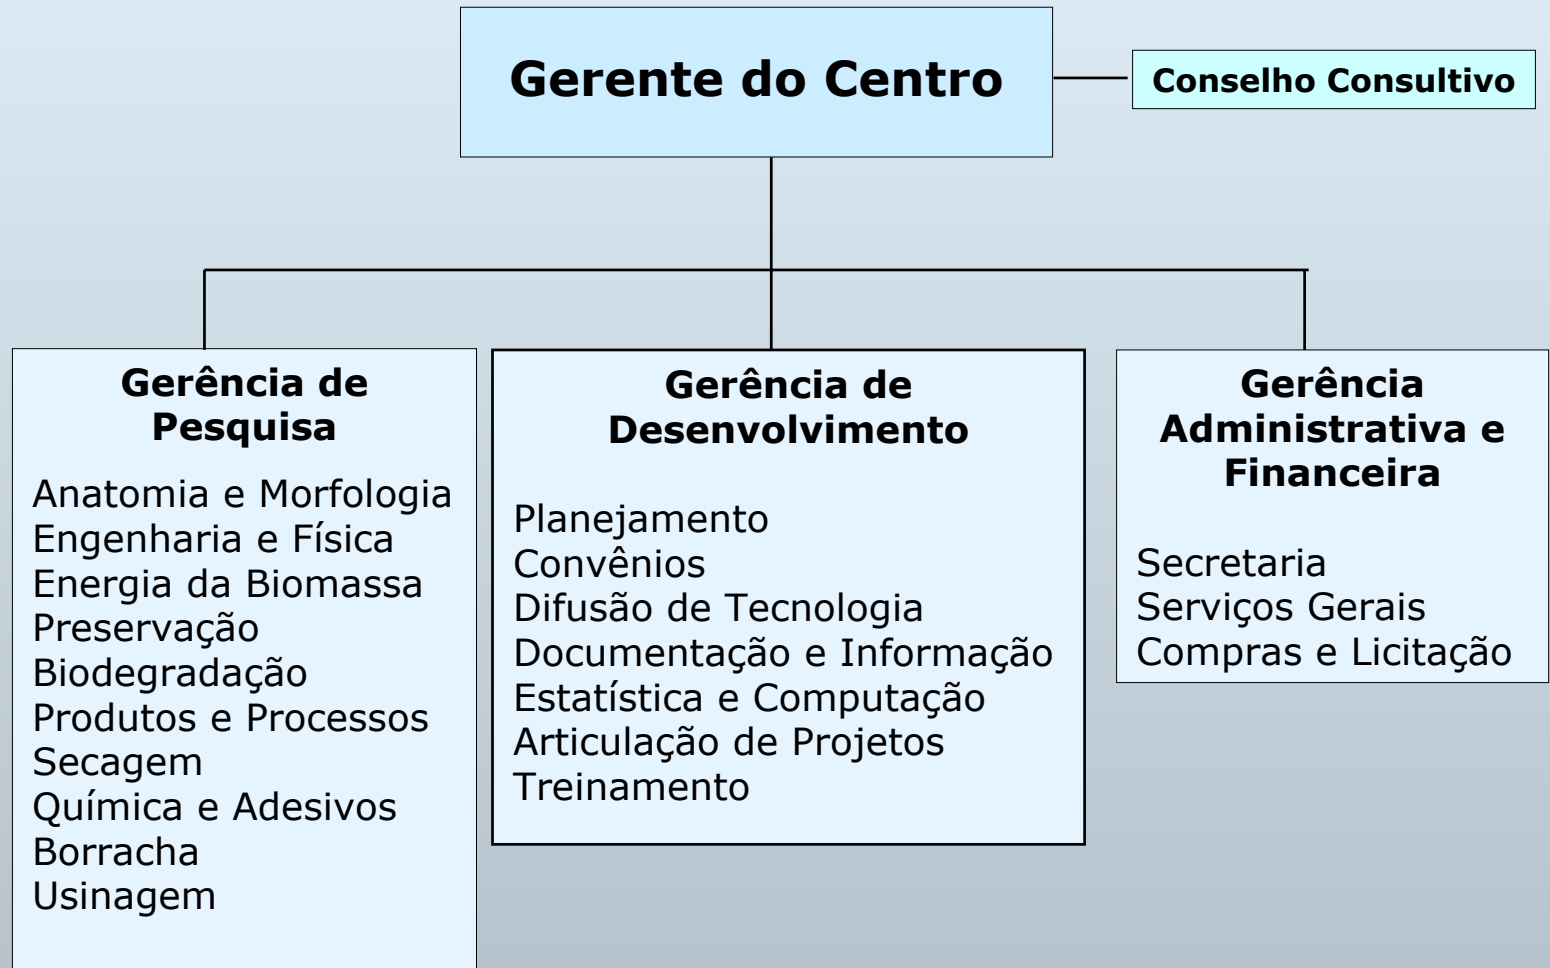 Gerente do Centro
Conselho Consultivo
Gerência de
Pesquisa
Anatomia e Morfologia
Engenharia e Física
Energia da Biomassa
Preservação
Biodegradação
Produtos e Processos
Secagem
Química e Adesivos
Borracha
Usinagem
Gerência de
Desenvolvimento
Planejamento
Convênios
Difusão de Tecnologia
Documentação e Informação
Estatística e Computação
Articulação de Projetos
Treinamento
Gerência
Administrativa e
Financeira
Secretaria
Serviços Gerais
Compras e Licitação